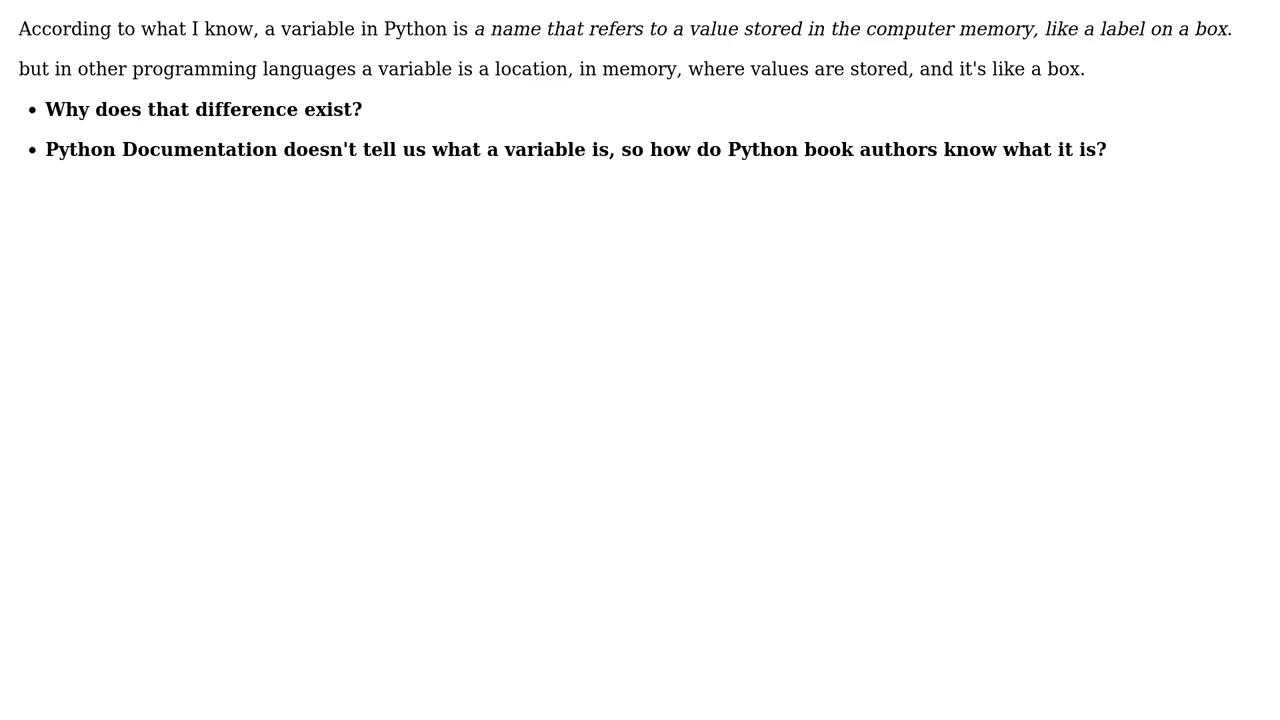 According to what I know, a variable in Python is a name that refers to a value stored in the computer memory, like a label on a box.
but in other programming languages a variable is a location, in memory, where values are stored, and it's like a box.
• Why does that difference exist?
• Python Documentation doesn't tell us what a variable is, so how do Python book authors know what it is?